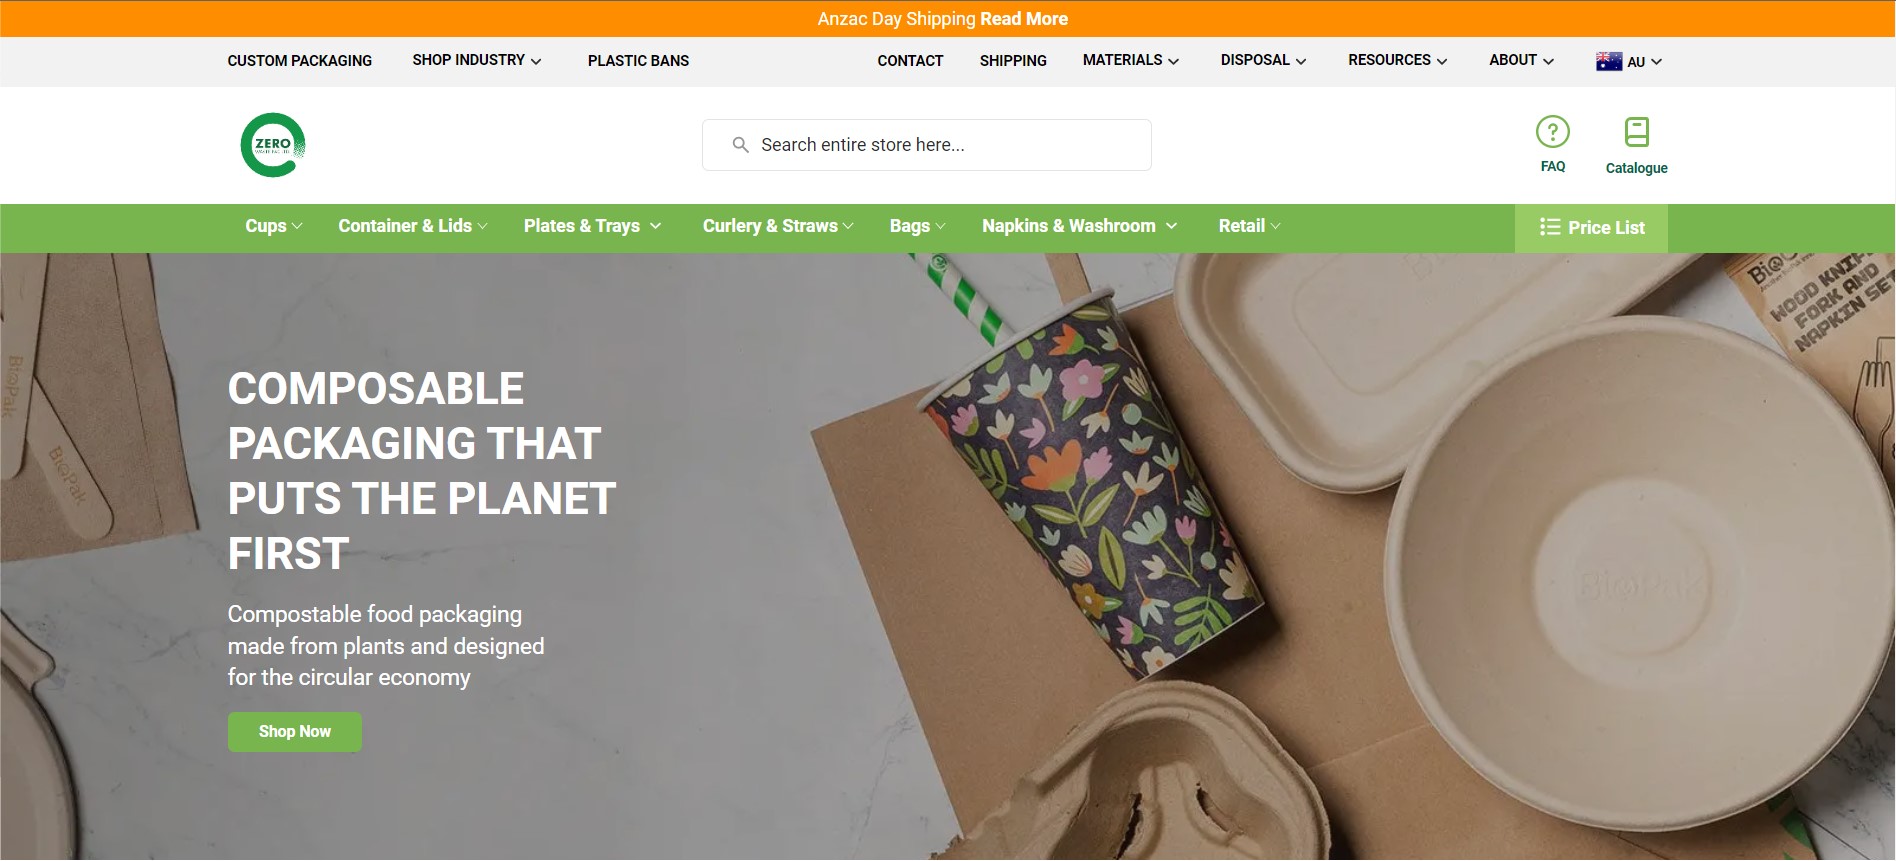 Anzac Day Shipping Read More
CUSTOM PACKAGING SHOP INDUSTRY PLASTIC BANS CONTACT SHIPPING MATERIALS DISPOSAL RESOURCES ABOUT AU
ZERO
Search entire store here...
FAQ
Catalogue
Cups Container & Lids Plates & Trays Curlery & Straws Bags Napkins & Washroom Retail Price List
COMPOSABLE
PACKAGING THAT
PUTS THE PLANET
FIRST
Compostable food packaging
made from plants and designed
for the circular economy
Shop Now
BioPak
BioPak
WOOD KNIFE
FORK AND
NAPKIN SET
BioPak